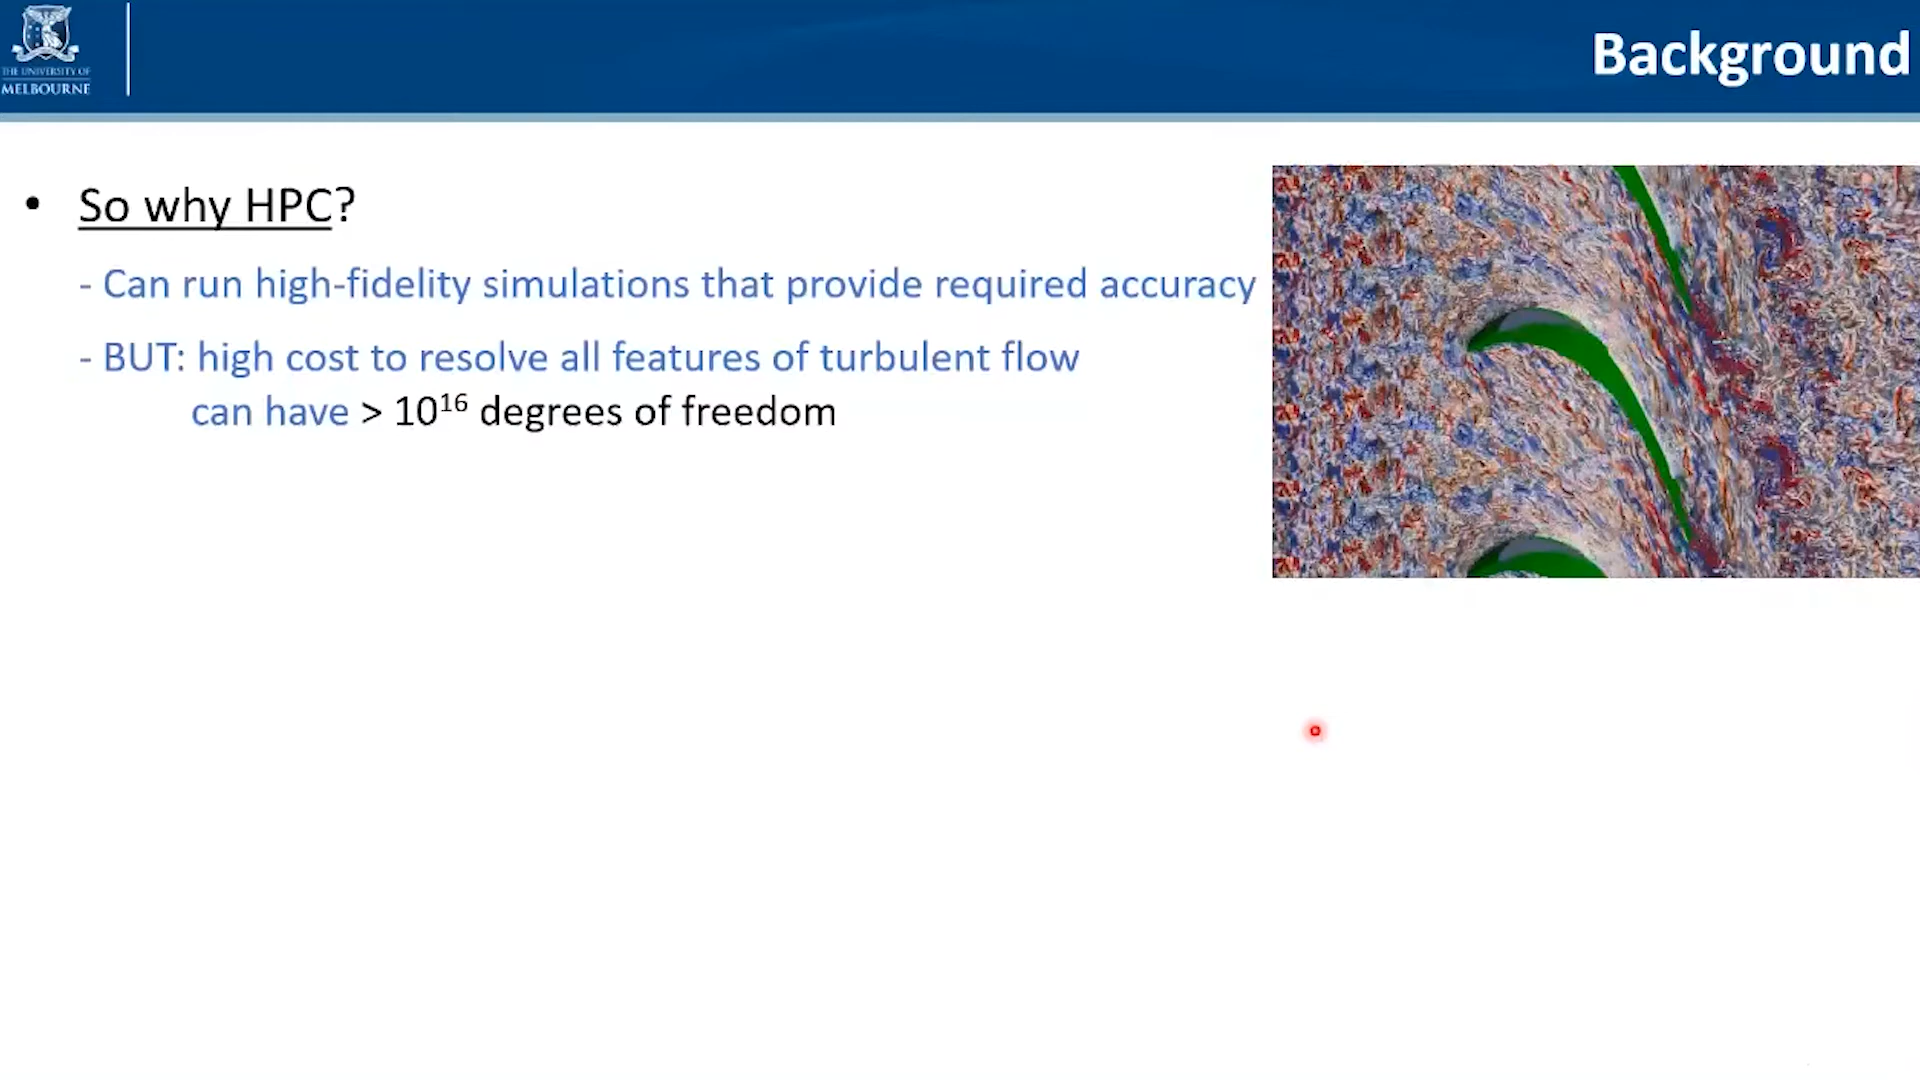 THE UNIVERSITY OF
MELBOURNE
Background
• So why HPC?
- Can run high-fidelity simulations that provide required accuracy
- BUT: high cost to resolve all features of turbulent flow
can have > 10¹⁶ degrees of freedom